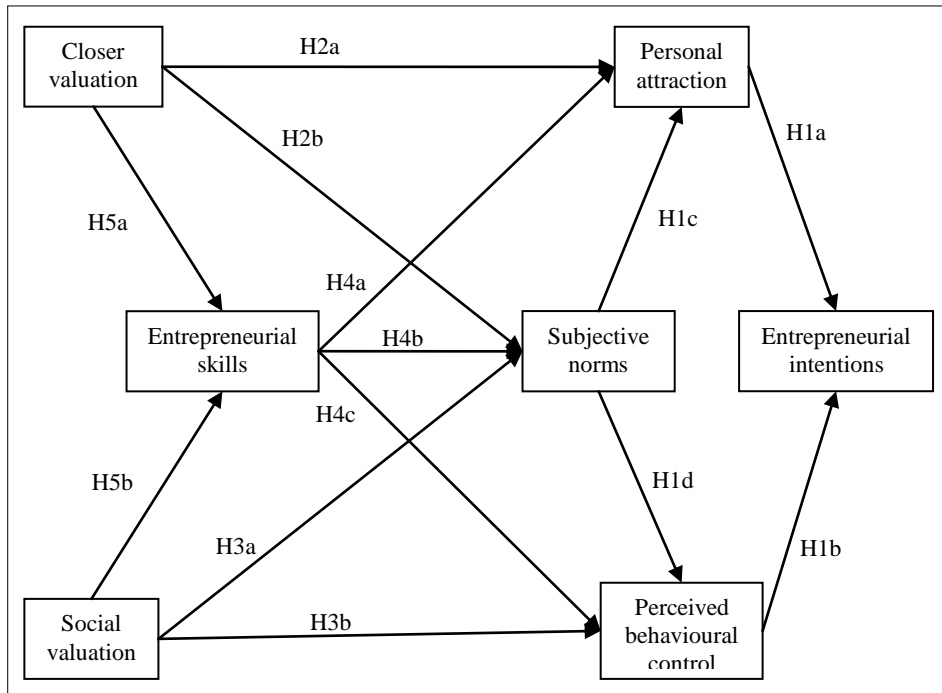 Closer
valuation
H2a
Personal
attraction
H2b
H1a
H5a
H1c
H4a
Entrepreneurial
skills
H4b
Subjective
norms
Entrepreneurial
intentions
H4c
H5b
H1d
H3a
H1b
Social
valuation
H3b
Perceived
behavioural
control